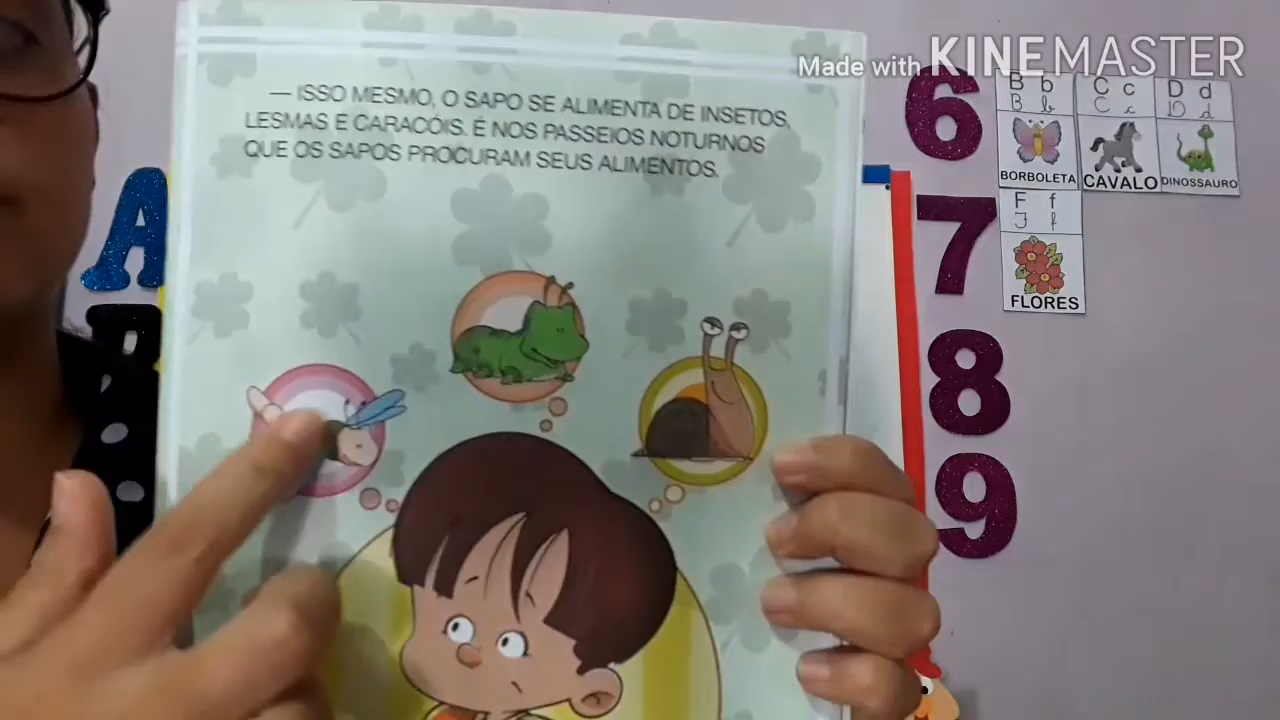 Made with KINEMASTER
— ISSO MESMO, O SAPO SE ALIMENTA DE INSETOS,
LESMAS E CARACÓIS. É NOS PASSEIOS NOTURNOS
QUE OS SAPOS PROCURAM SEUS ALIMENTOS.
A
6
7
8
9
B b
B b
BORBOLETA
C c
C c
CAVALO
D d
D d
DINOSSAURO
F f
F f
FLORES